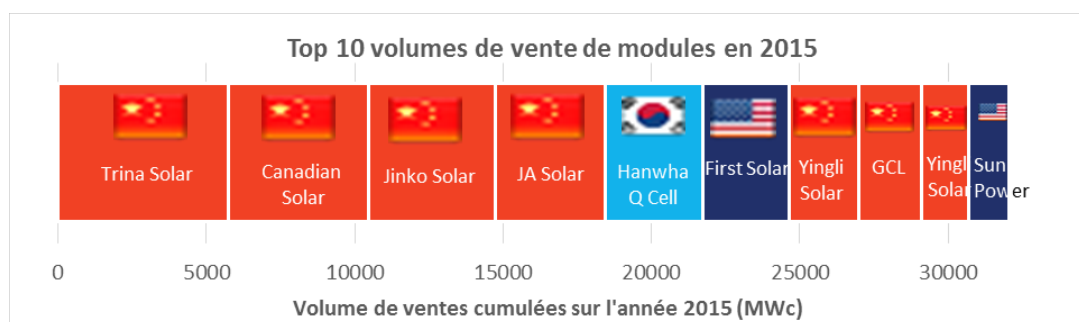 Top 10 volumes de vente de modules en 2015
Trina Solar
Canadian
Solar
Jinko Solar
JA Solar
Hanwha
Q Cell
First Solar
Yingli
Solar
GCL
Yingli
Solar
Sun
Power
0 5000 10000 15000 20000 25000 30000
Volume de ventes cumulées sur l'année 2015 (MWc)